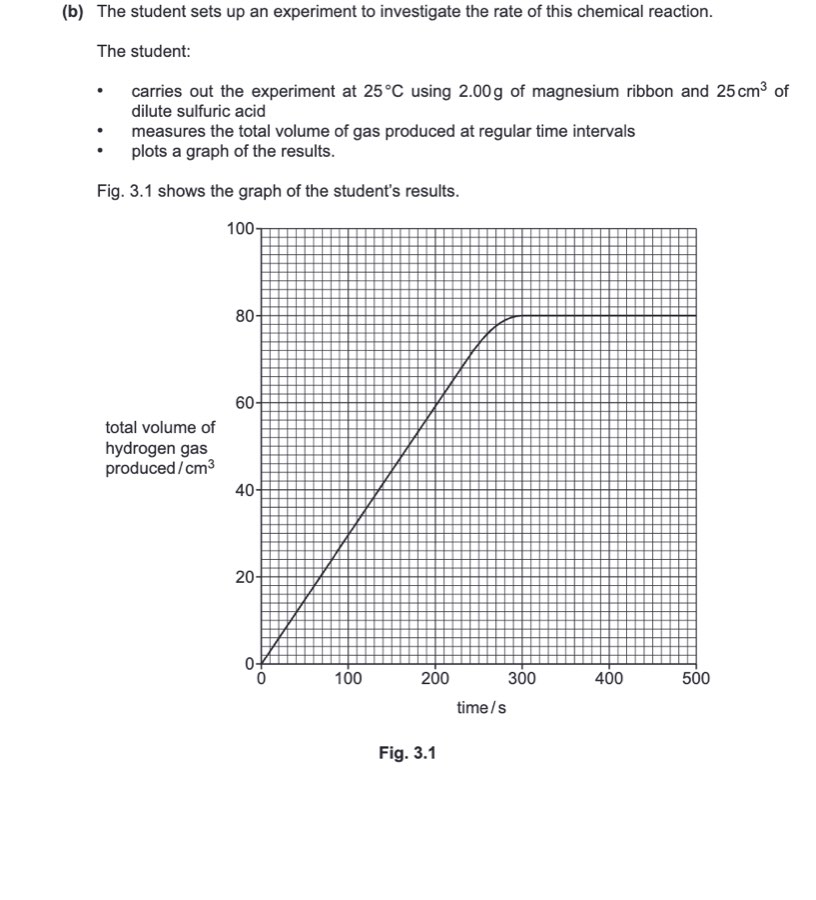 (b) The student sets up an experiment to investigate the rate of this chemical reaction.
The student:
• carries out the experiment at 25 °C using 2.00 g of magnesium ribbon and 25 cm³ of
dilute sulfuric acid
• measures the total volume of gas produced at regular time intervals
• plots a graph of the results.
Fig. 3.1 shows the graph of the student's results.
100
80
60
total volume of
hydrogen gas
produced / cm³
40
20
0
0 100 200 300 400 500
time / s
Fig. 3.1